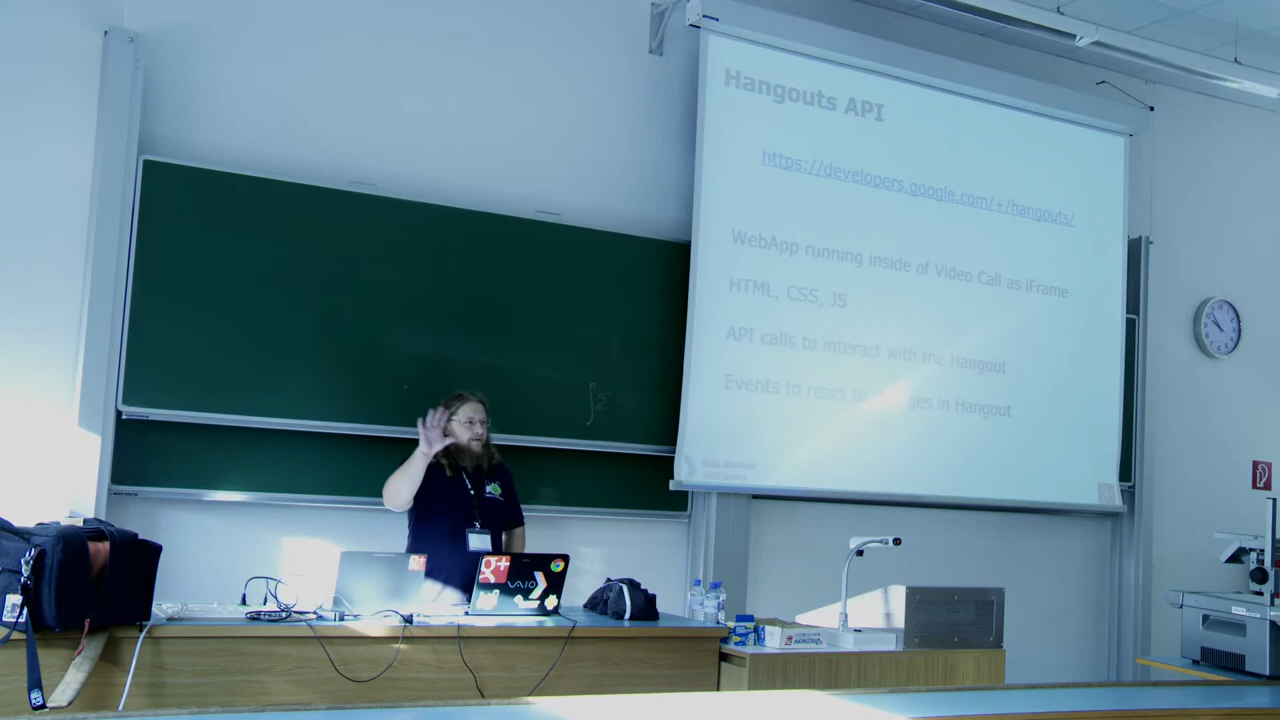 Hangouts API
https://developers.google.com/+/hangouts/
WebApp running inside of Video Call as iFrame
HTML, CSS, JS
API calls to interact with the Hangout
Events to react to
in Hangout
∫Σ
g+
g+
VAIO